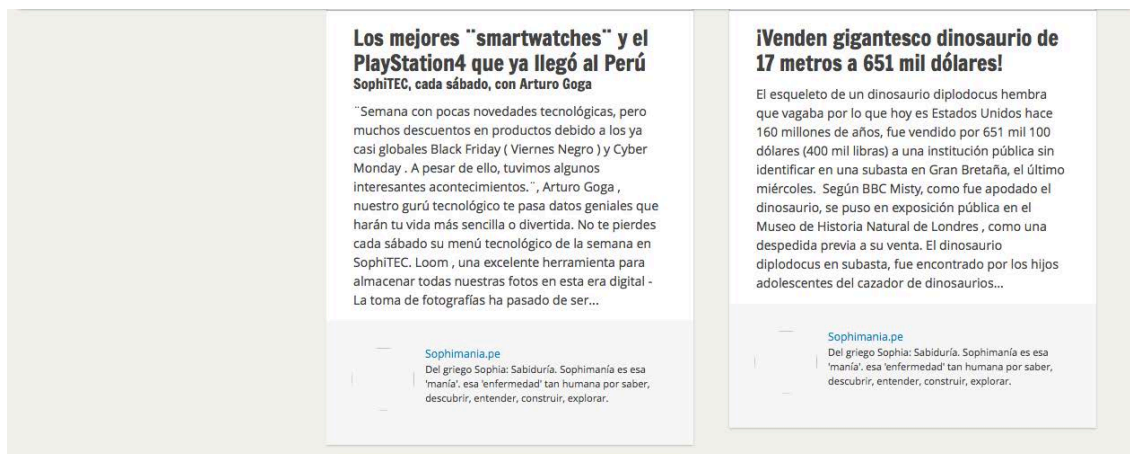 Los mejores ¨smartwatches¨ y el
PlayStation4 que ya llegó al Perú
SophiTEC, cada sábado, con Arturo Goga
¨Semana con pocas novedades tecnológicas, pero
muchos descuentos en productos debido a los ya
casi globales Black Friday ( Viernes Negro ) y Cyber
Monday . A pesar de ello, tuvimos algunos
interesantes acontecimientos.¨, Arturo Goga ,
nuestro gurú tecnológico te pasa datos geniales que
harán tu vida más sencilla o divertida. No te pierdes
cada sábado su menú tecnológico de la semana en
SophiTEC. Loom , una excelente herramienta para
almacenar todas nuestras fotos en esta era digital -
La toma de fotografías ha pasado de ser...
Sophimania.pe
Del griego Sophia: Sabiduría. Sophimanía es esa
'manía'. esa 'enfermedad' tan humana por saber,
descubrir, entender, construir, explorar.
¡Venden gigantesco dinosaurio de
17 metros a 651 mil dólares!
El esqueleto de un dinosaurio diplodocus hembra
que vagaba por lo que hoy es Estados Unidos hace
160 millones de años, fue vendido por 651 mil 100
dólares (400 mil libras) a una institución pública sin
identificar en una subasta en Gran Bretaña, el último
miércoles.  Según BBC Misty, como fue apodado el
dinosaurio, se puso en exposición pública en el
Museo de Historia Natural de Londres , como una
despedida previa a su venta. El dinosaurio
diplodocus en subasta, fue encontrado por los hijos
adolescentes del cazador de dinosaurios...
Sophimania.pe
Del griego Sophia: Sabiduría. Sophimanía es esa
'manía'. esa 'enfermedad' tan humana por saber,
descubrir, entender, construir, explorar.